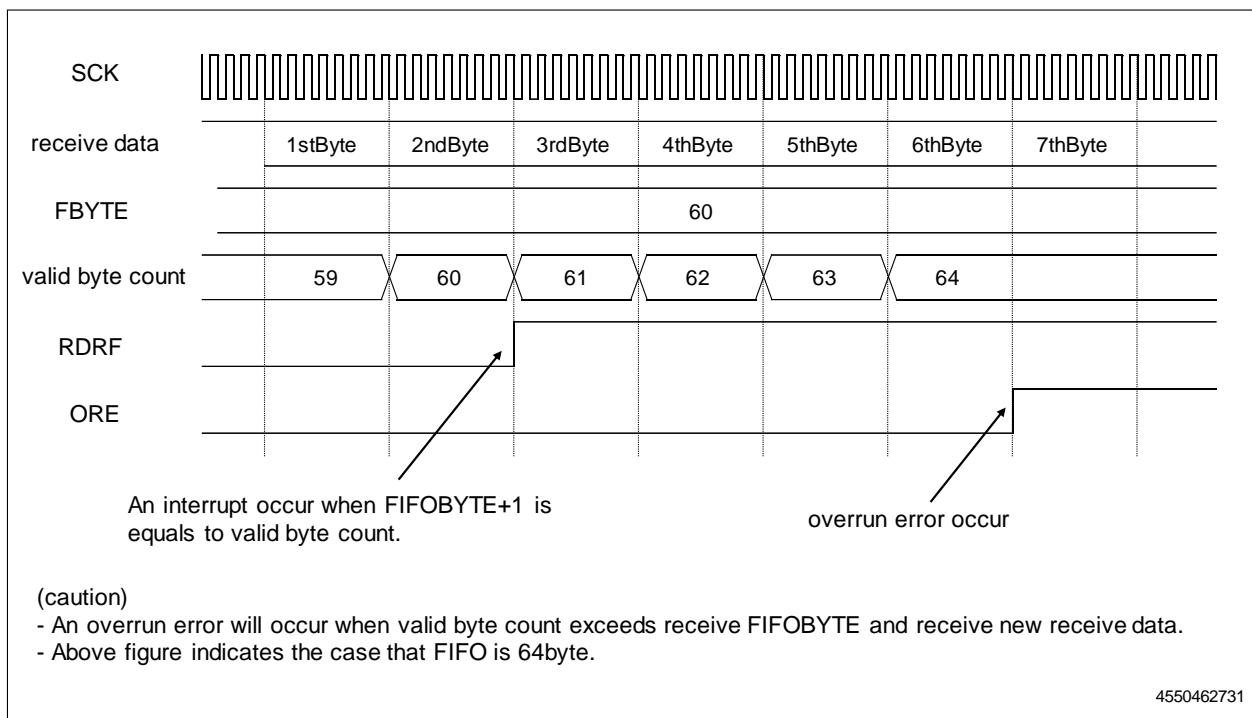 SCK
receive data
1stByte 2ndByte 3rdByte 4thByte 5thByte 6thByte 7thByte
FBYTE
60
valid byte count
59 60 61 62 63 64
RDRF
ORE
An interrupt occur when FIFOBYTE+1 is
equals to valid byte count.
overrun error occur
(caution)
- An overrun error will occur when valid byte count exceeds receive FIFOBYTE and receive new receive data.
- Above figure indicates the case that FIFO is 64byte.
4550462731